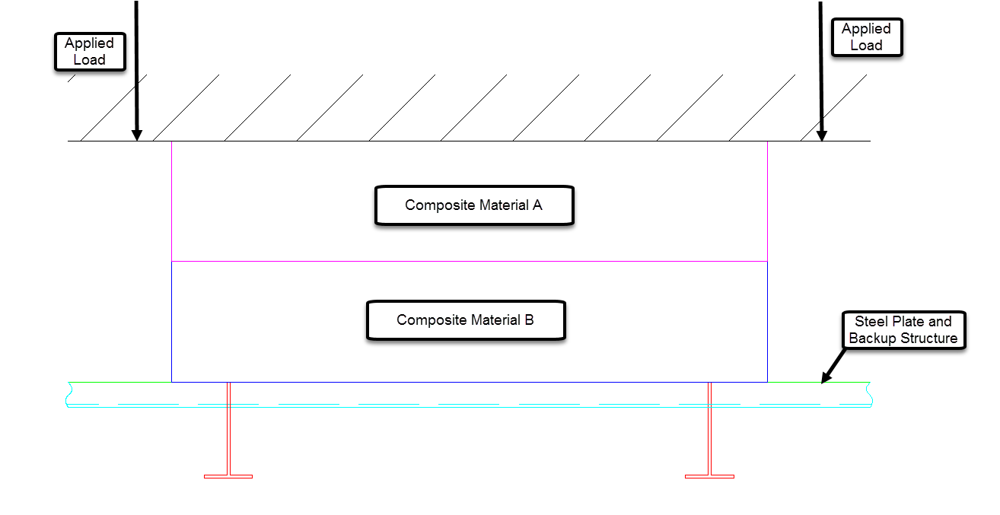 Applied
Load
Applied
Load
Composite Material A
Composite Material B
Steel Plate and
Backup Structure